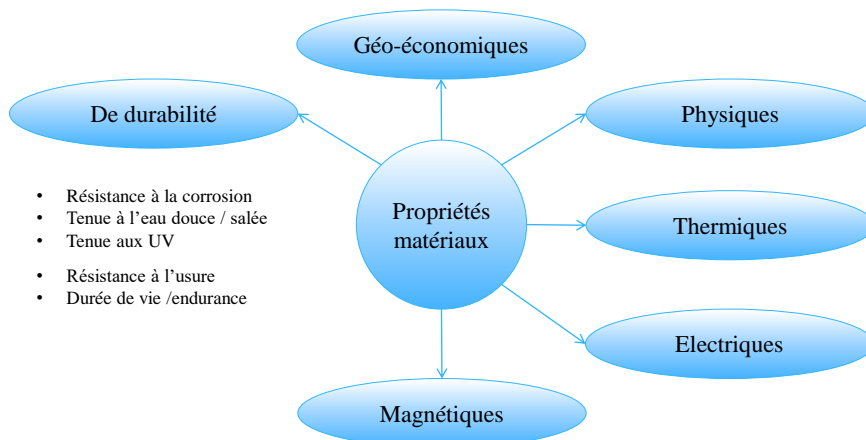 Géo-économiques
De durabilité
Physiques
• Résistance à la corrosion
• Tenue à l’eau douce / salée
• Tenue aux UV
• Résistance à l’usure
• Durée de vie /endurance
Propriétés
matériaux
Thermiques
Electriques
Magnétiques